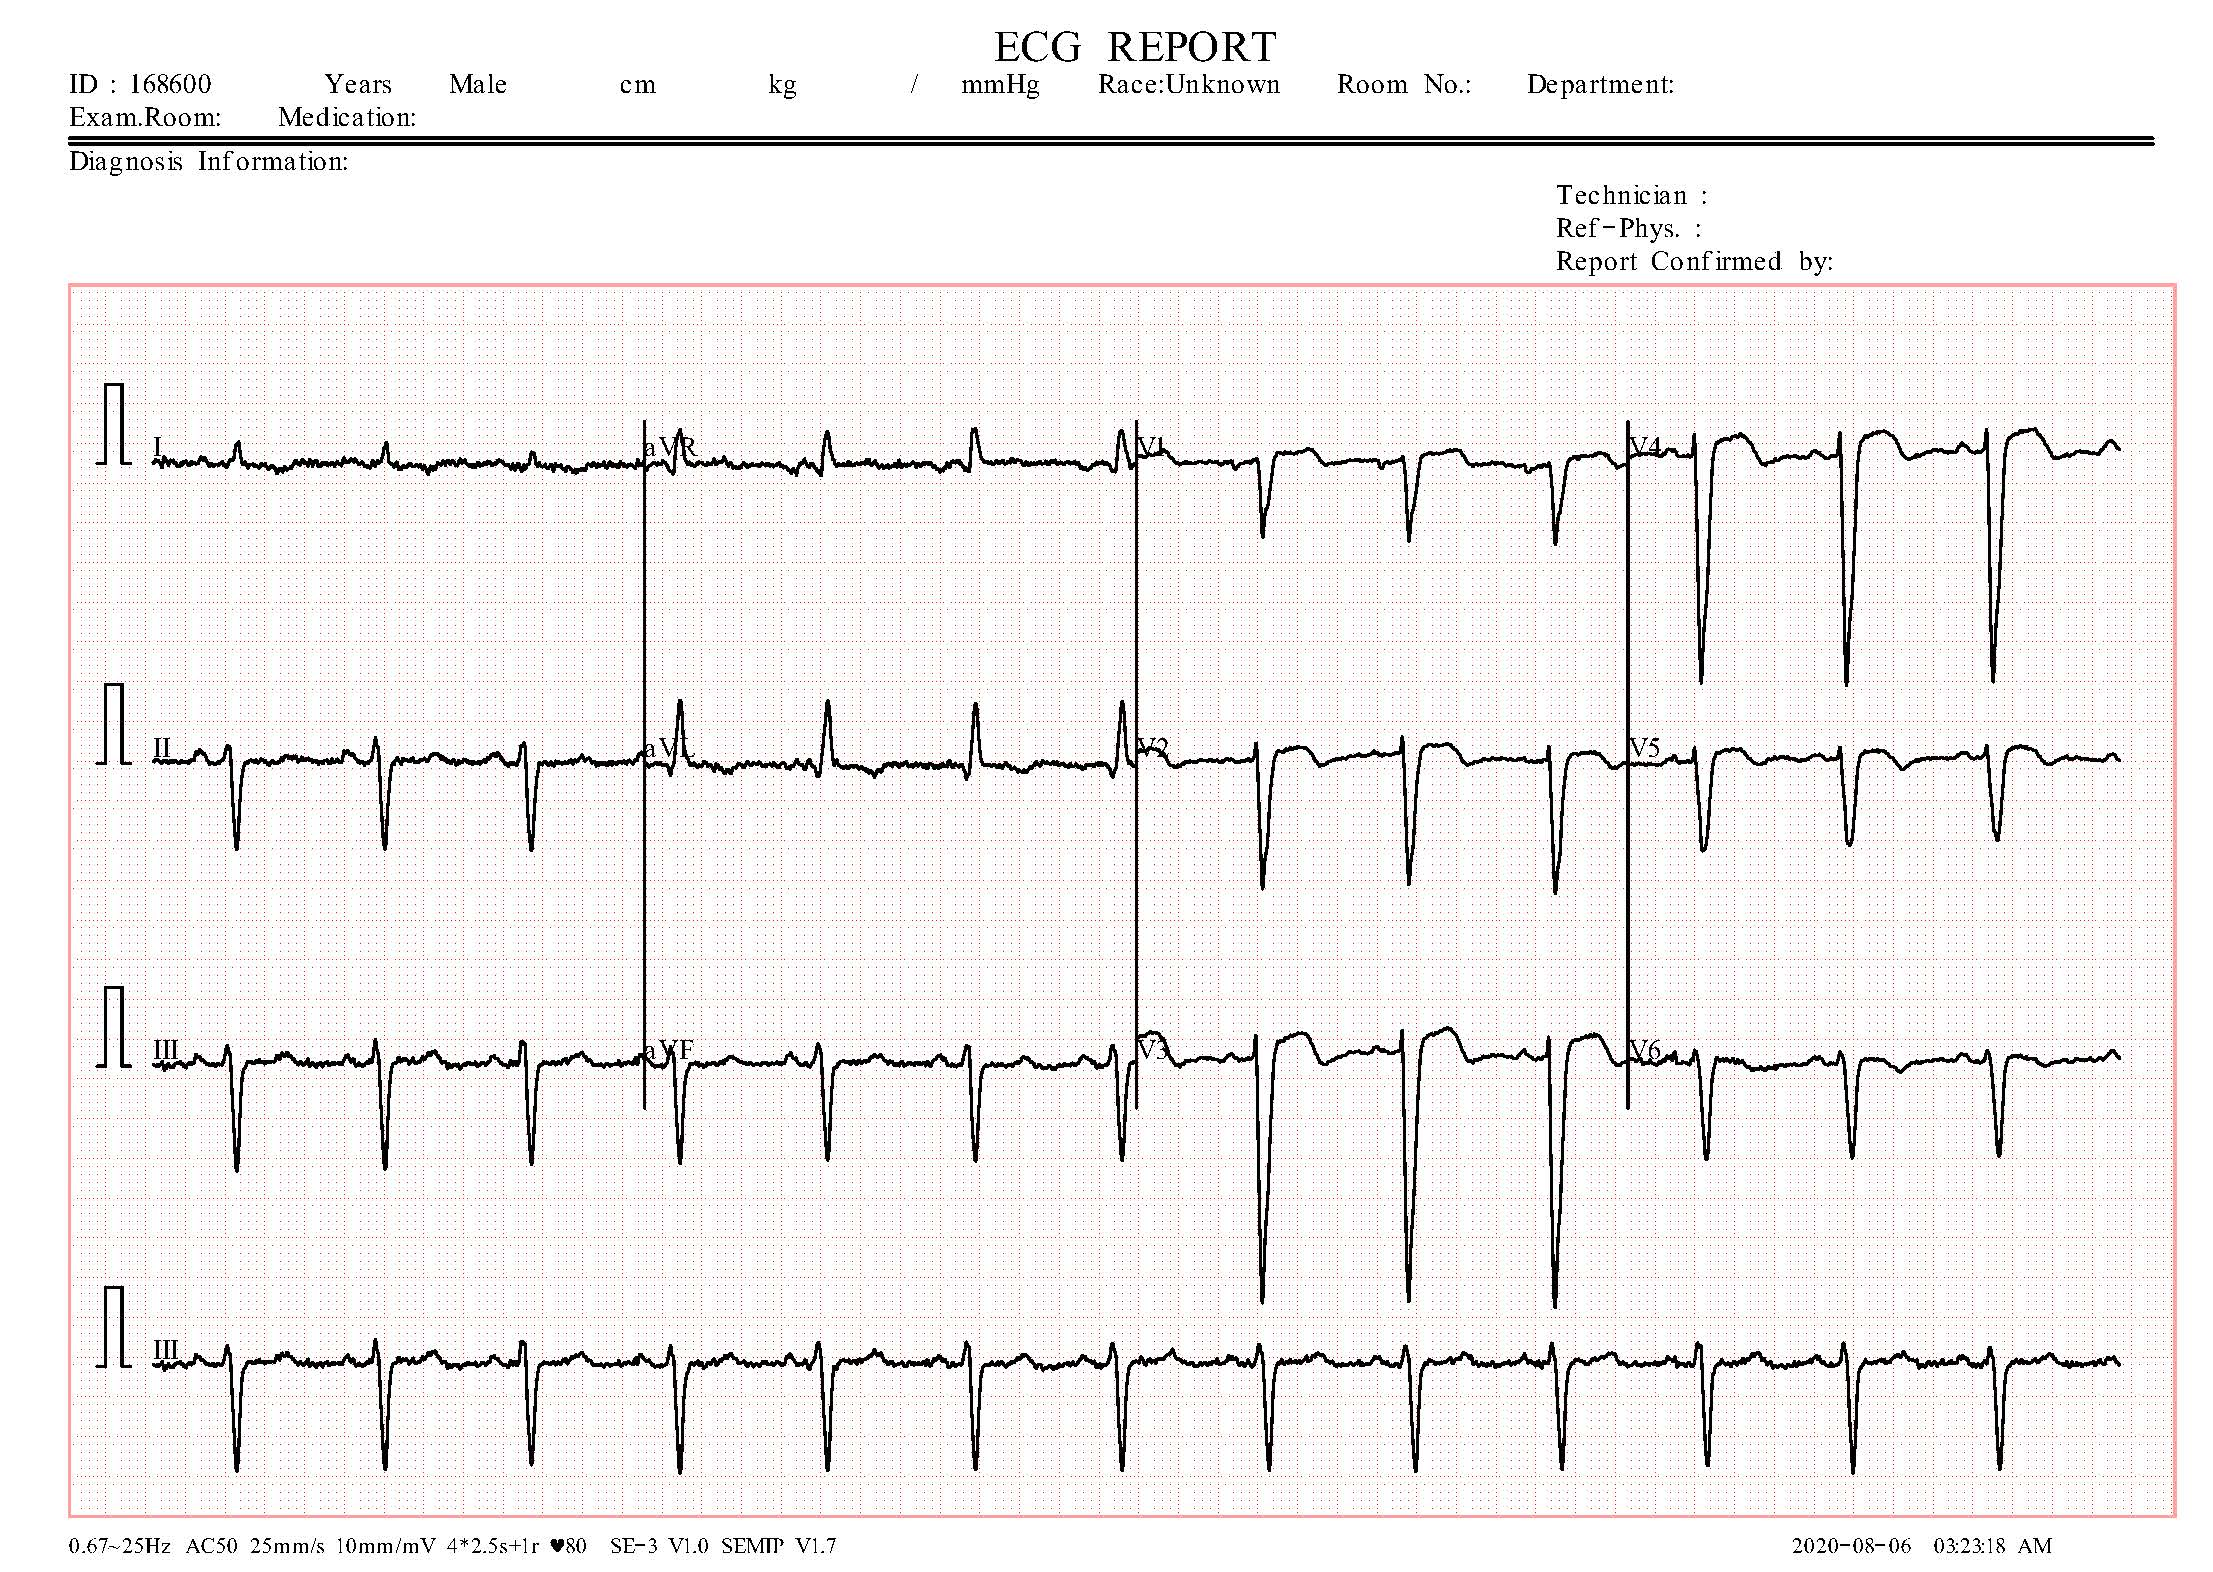 ECG REPORT
ID : 168600 Years Male cm kg / mmHg Race:Unknown Room No.: Department:
Exam.Room: Medication:
Diagnosis Information:
Technician :
Ref-Phys. :
Report Confirmed by:
I aVR V1 V4
II aVL V2 V5
III aVF V3 V6
III
0.67~25Hz AC50 25mm/s 10mm/mV 4*2.5s+1r ♥80 SE-3 V1.0 SEMIP V1.7 2020-08-06 03:23:18 AM